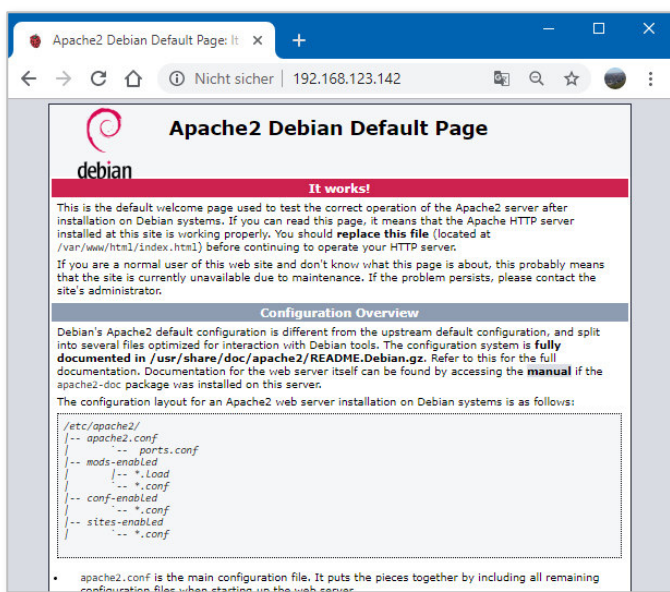 Apache2 Debian Default Page: It
Nicht sicher | 192.168.123.142
debian
Apache2 Debian Default Page
It works!
This is the default welcome page used to test the correct operation of the Apache2 server after
installation on Debian systems. If you can read this page, it means that the Apache HTTP server
installed at this site is working properly. You should replace this file (located at
/var/www/html/index.html) before continuing to operate your HTTP server.
If you are a normal user of this web site and don't know what this page is about, this probably means
that the site is currently unavailable due to maintenance. If the problem persists, please contact the
site's administrator.
Configuration Overview
Debian's Apache2 default configuration is different from the upstream default configuration, and split
into several files optimized for interaction with Debian tools. The configuration system is fully
documented in /usr/share/doc/apache2/README.Debian.gz. Refer to this for the full
documentation. Documentation for the web server itself can be found by accessing the manual if the
apache2-doc package was installed on this server.
The configuration layout for an Apache2 web server installation on Debian systems is as follows:
/etc/apache2/
|-- apache2.conf
|       `--  ports.conf
|-- mods-enabled
|       |-- *.load
|       `-- *.conf
|-- conf-enabled
|       `-- *.conf
|-- sites-enabled
|       `-- *.conf
• apache2.conf is the main configuration file. It puts the pieces together by including all remaining
configuration files when starting up the web server.